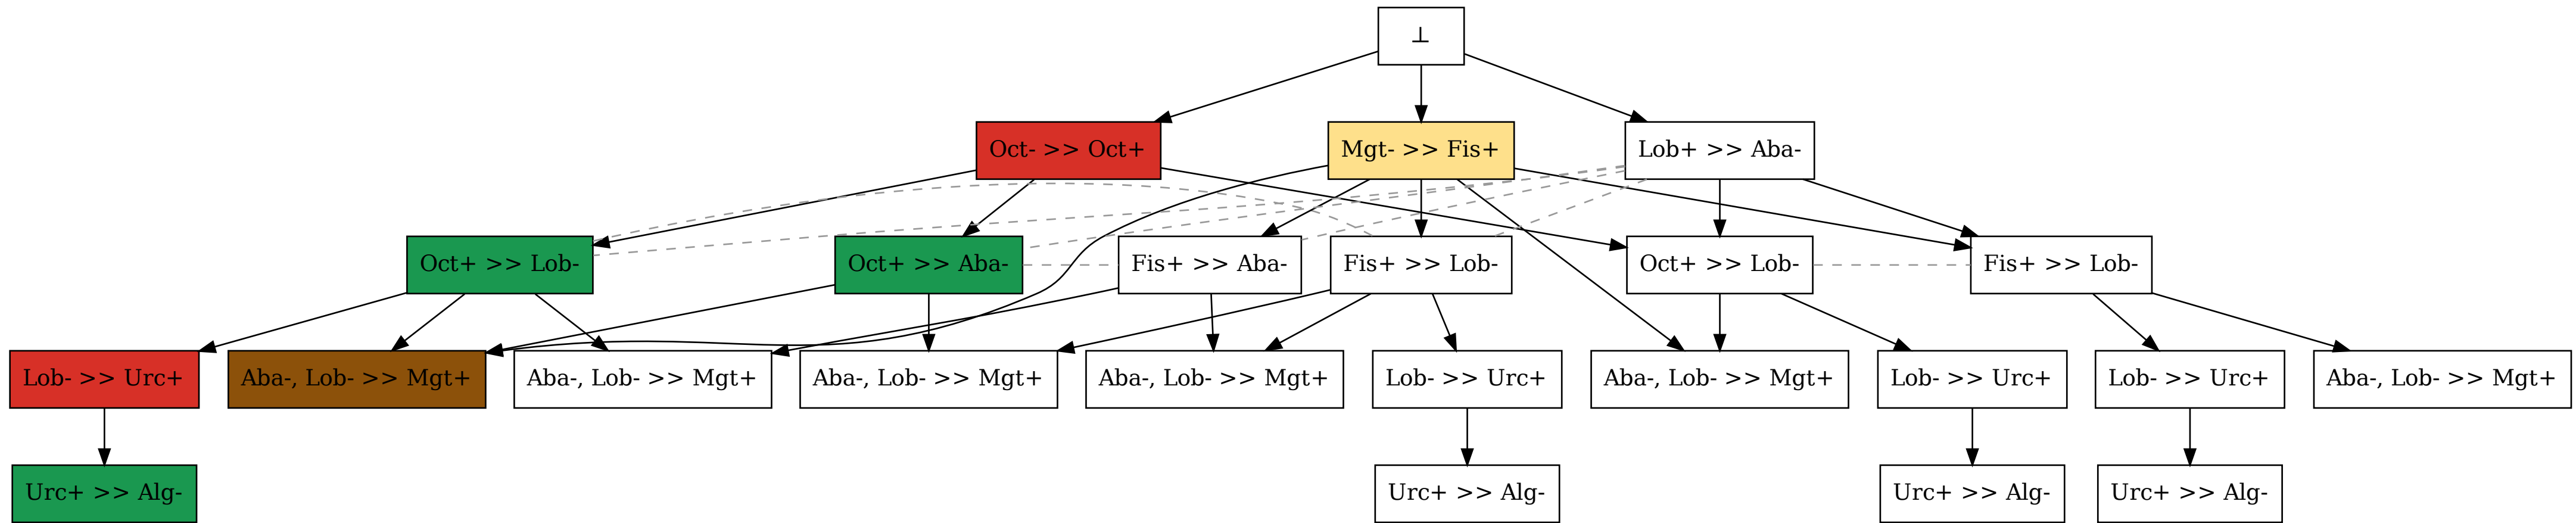 ⊥
Oct- >> Oct+
Mgt- >> Fis+
Lob+ >> Aba-
Oct+ >> Lob-
Oct+ >> Aba-
Fis+ >> Aba-
Fis+ >> Lob-
Oct+ >> Lob-
Fis+ >> Lob-
Lob- >> Urc+
Aba-, Lob- >> Mgt+
Aba-, Lob- >> Mgt+
Aba-, Lob- >> Mgt+
Aba-, Lob- >> Mgt+
Lob- >> Urc+
Aba-, Lob- >> Mgt+
Lob- >> Urc+
Lob- >> Urc+
Aba-, Lob- >> Mgt+
Urc+ >> Alg-
Urc+ >> Alg-
Urc+ >> Alg-
Urc+ >> Alg-